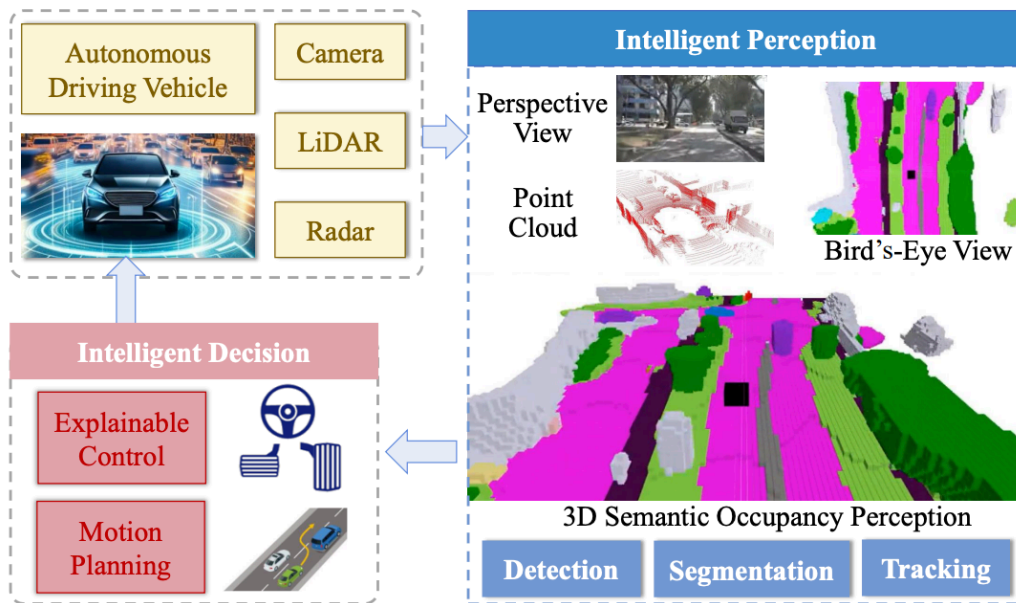 Autonomous
Driving Vehicle
Camera
LiDAR
Radar
Intelligent Perception
Perspective
View
Point
Cloud
Bird's-Eye View
3D Semantic Occupancy Perception
Detection
Segmentation
Tracking
Intelligent Decision
Explainable
Control
Motion
Planning